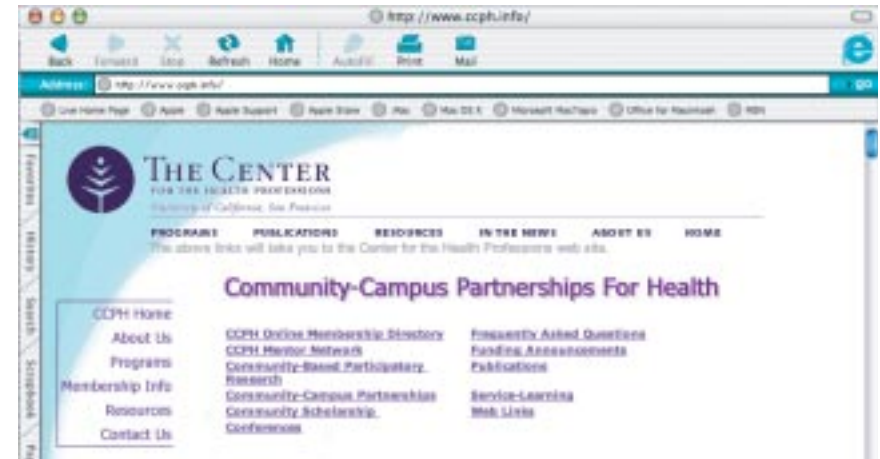 http://www.ccph.info/
Back Forward Stop Refresh Home AutoFill Print Mail
Address: http://www.ccph.info/ go
Live Home Page Apple Apple Support Apple Store .Mac Mac OS X Microsoft MacTopia Office for Macintosh MSN
Favorites
History
Search
Scrapbook
THE CENTER
FOR THE HEALTH PROFESSIONS
University of California, San Francisco
PROGRAMS PUBLICATIONS RESOURCES IN THE NEWS ABOUT US HOME
The above links will take you to the Center for the Health Professions web site.
Community-Campus Partnerships For Health
CCPH Home
About Us
Programs
Membership Info
Resources
Contact Us
CCPH Online Membership Directory
CCPH Mentor Network
Community-Based Participatory
Research
Community-Campus Partnerships
Community Scholarship
Conferences
Frequently Asked Questions
Funding Announcements
Publications
Service-Learning
Web Links